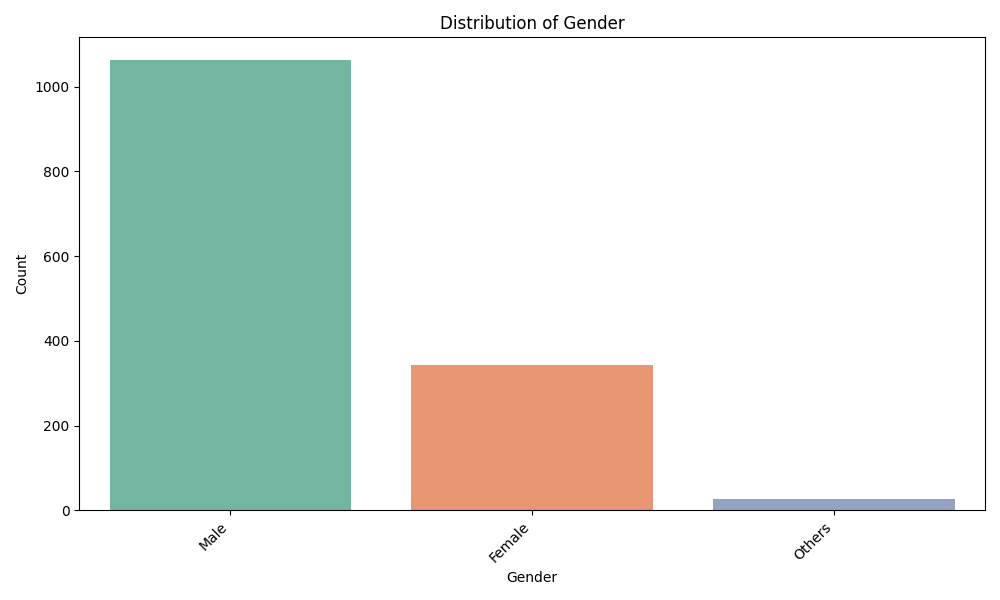 Distribution of Gender
1000
800
600
400
200
0
Count
Male
Female
Others
Gender